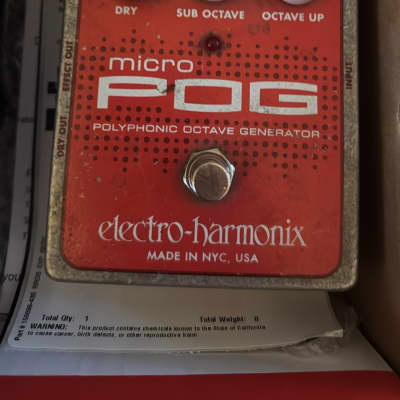 DRY SUB OCTAVE OCTAVE UP
EFFECT OUT
INPUT
DRY OUT
micro
POG
POLYPHONIC OCTAVE GENERATOR
electro-harmonix
MADE IN NYC, USA
you
Total Qty: 1 Total Weight: 0
WARNING: This product contains chemicals known to the State of California
to cause cancer, birth defects, or other reproductive harm